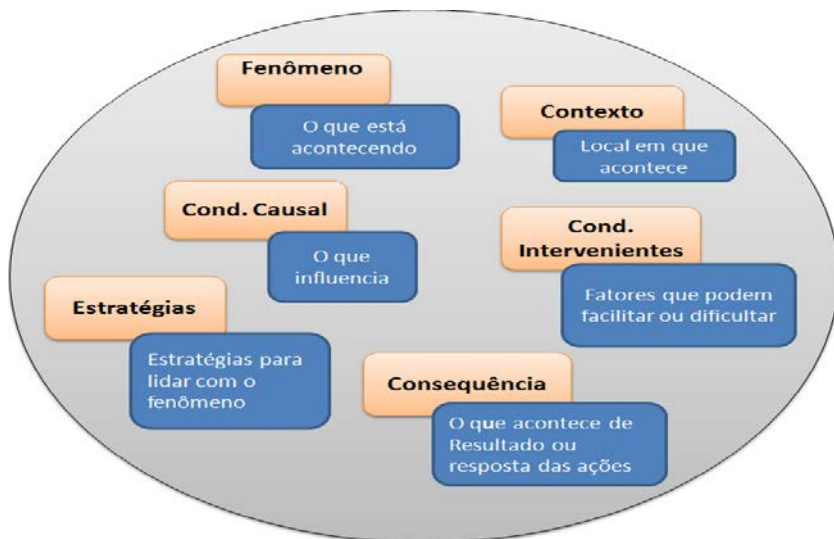 Fenômeno
O que está
acontecendo
Contexto
Local em que
acontece
Cond. Causal
O que
influencia
Cond.
Intervenientes
Fatores que podem
facilitar ou dificultar
Estratégias
Estratégias para
lidar com o
fenômeno
Consequência
O que acontece de
Resultado ou
resposta das ações